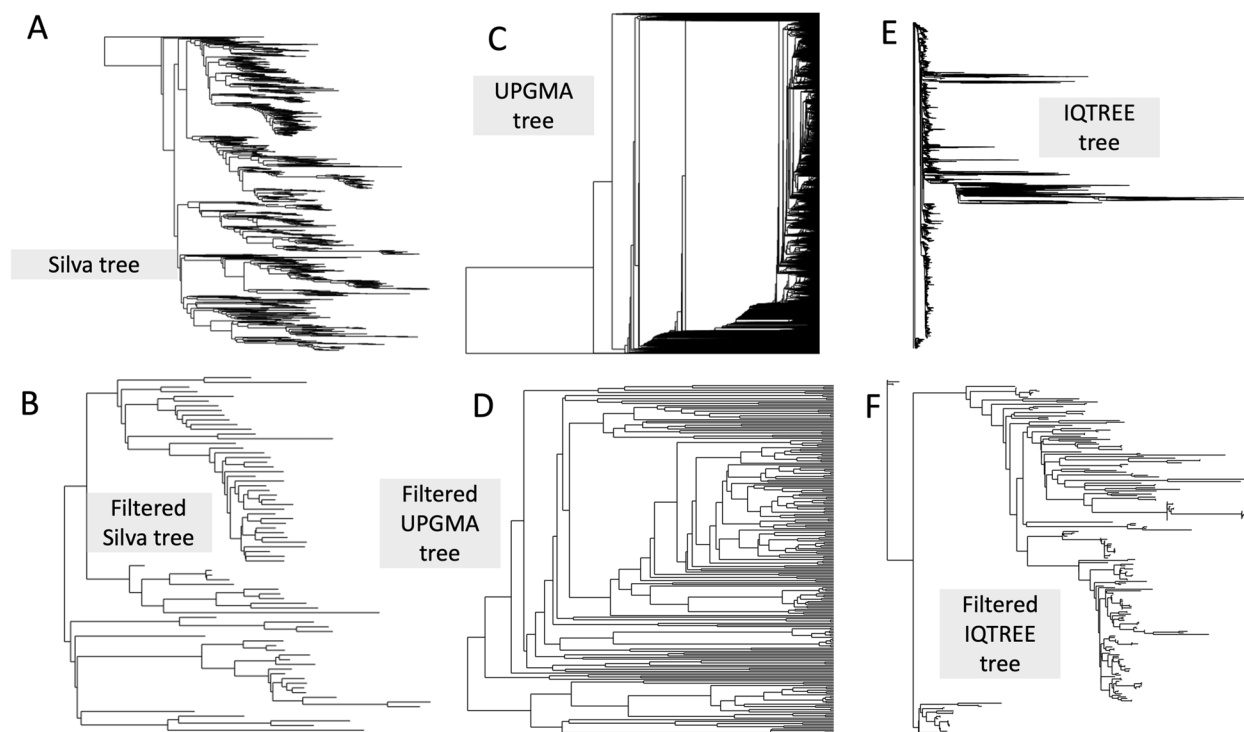 A
Silva tree
B
Filtered
Silva tree
C
UPGMA
tree
D
Filtered
UPGMA
tree
E
IQTREE
tree
F
Filtered
IQTREE
tree